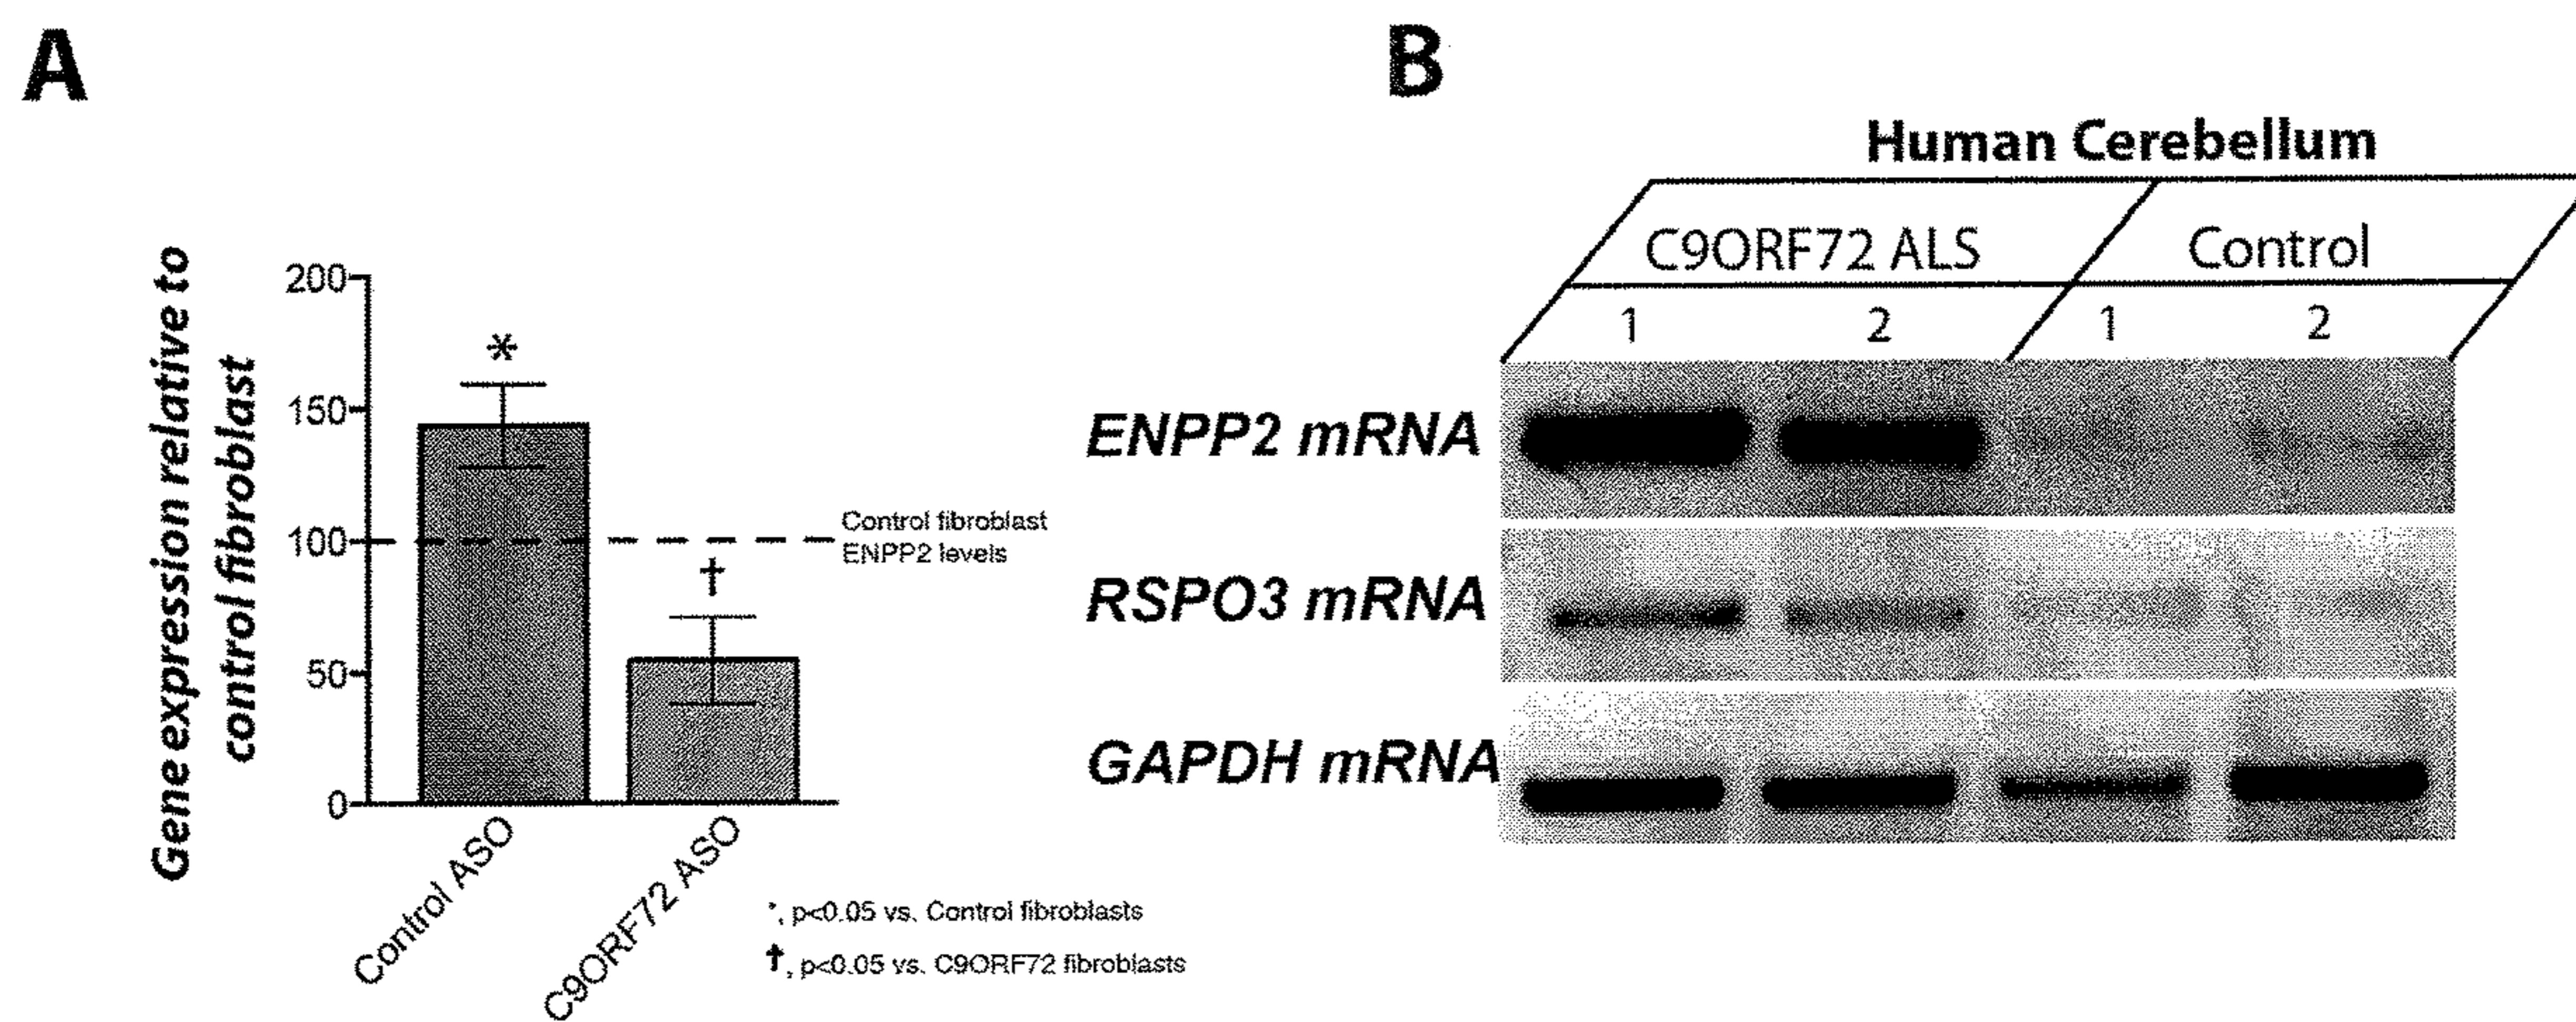 A
Gene expression relative to
control fibroblast
200
150
100
50
0
*
†
Control fibroblast
ENPP2 levels
Control ASO
C9ORF72 ASO
*, p<0.05 vs. Control fibroblasts
†, p<0.05 vs. C9ORF72 fibroblasts
B
Human Cerebellum
C9ORF72 ALS Control
1 2 1 2
ENPP2 mRNA
RSPO3 mRNA
GAPDH mRNA